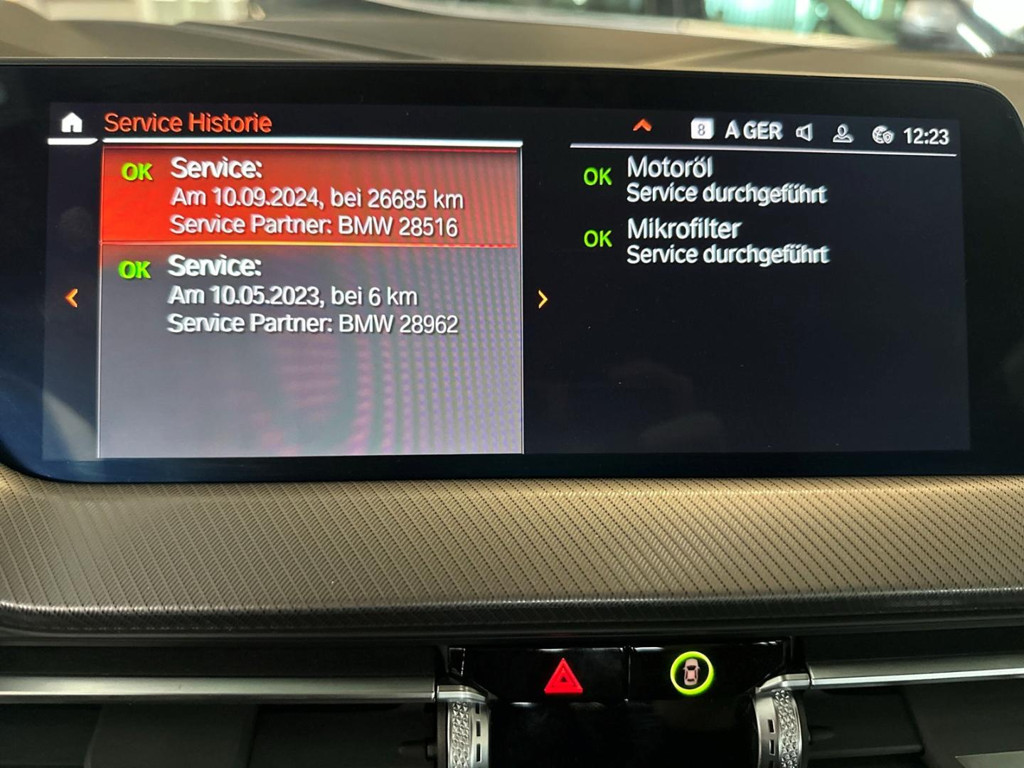 Service Historie
8 A GER 12:23
OK Service:
Am 10.09.2024, bei 26685 km
Service Partner: BMW 28516
OK Service:
Am 10.05.2023, bei 6 km
Service Partner: BMW 28962
OK Motoröl
Service durchgeführt
OK Mikrofilter
Service durchgeführt